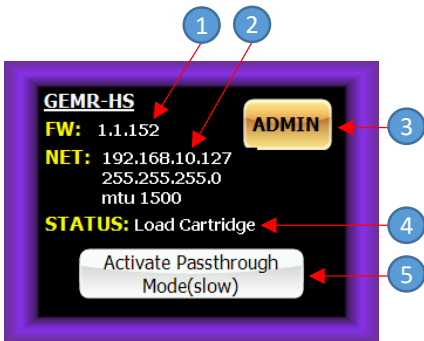 1 2
GEMR-HS
FW: 1.1.152
ADMIN
3
NET: 192.168.10.127
255.255.255.0
mtu 1500
STATUS: Load Cartridge
4
Activate Passthrough
Mode(slow)
5